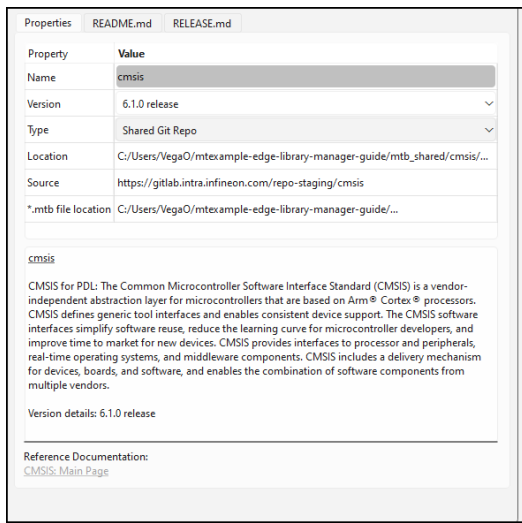 Properties README.md RELEASE.md
Property Value
Name cmsis
Version 6.1.0 release
Type Shared Git Repo
Location C:/Users/VegaO/mtexample-edge-library-manager-guide/mtb_shared/cmsis/...
Source https://gitlab.intra.infineon.com/repo-staging/cmsis
*.mtb file location C:/Users/VegaO/mtexample-edge-library-manager-guide/...
cmsis
CMSIS for PDL: The Common Microcontroller Software Interface Standard (CMSIS) is a vendor-
independent abstraction layer for microcontrollers that are based on Arm® Cortex® processors.
CMSIS defines generic tool interfaces and enables consistent device support. The CMSIS software
interfaces simplify software reuse, reduce the learning curve for microcontroller developers, and
improve time to market for new devices. CMSIS provides interfaces to processor and peripherals,
real-time operating systems, and middleware components. CMSIS includes a delivery mechanism
for devices, boards, and software, and enables the combination of software components from
multiple vendors.
Version details: 6.1.0 release
Reference Documentation:
CMSIS: Main Page